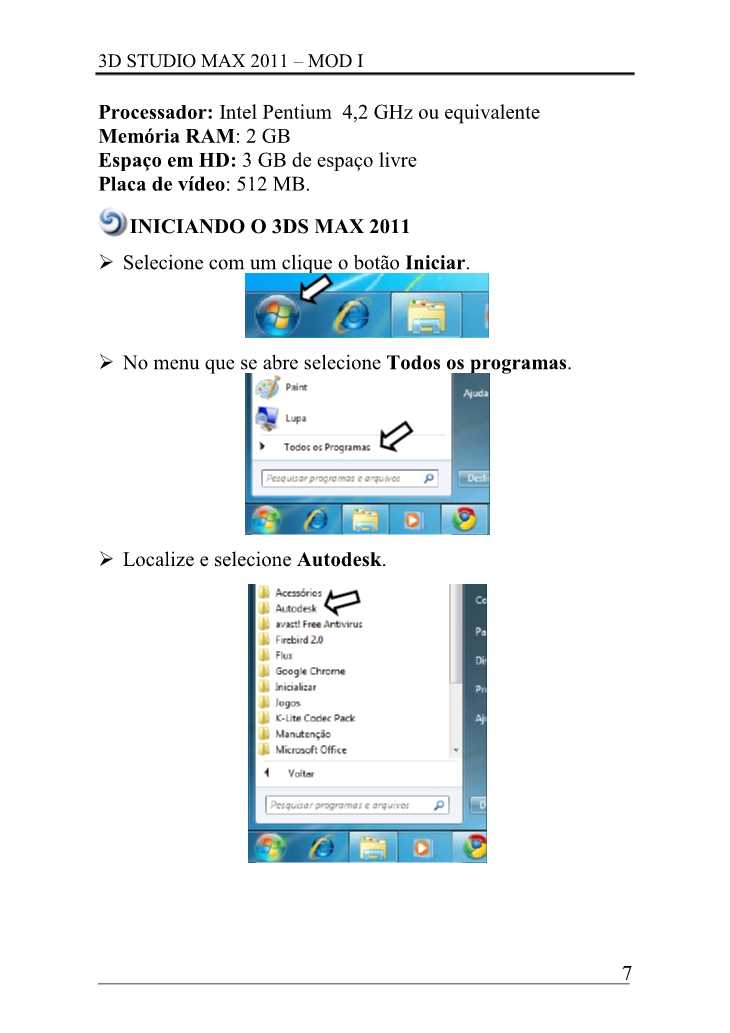 3D STUDIO MAX 2011 – MOD I
Processador: Intel Pentium 4,2 GHz ou equivalente
Memória RAM: 2 GB
Espaço em HD: 3 GB de espaço livre
Placa de vídeo: 512 MB.
INICIANDO O 3DS MAX 2011
➢ Selecione com um clique o botão Iniciar.
➢ No menu que se abre selecione Todos os programas.
Paint
Ajuda
Lupa
Todos os Programas
Pesquisar programas e arquivos
Desli
➢ Localize e selecione Autodesk.
Acessórios
Autodesk
avast! Free Antivirus
Firebird 2.0
Flux
Google Chrome
Inicializar
Jogos
K-Lite Codec Pack
Manutenção
Microsoft Office
Voltar
Pesquisar programas e arquivos
Co
Pa
Di
Pr
Aj
D
7